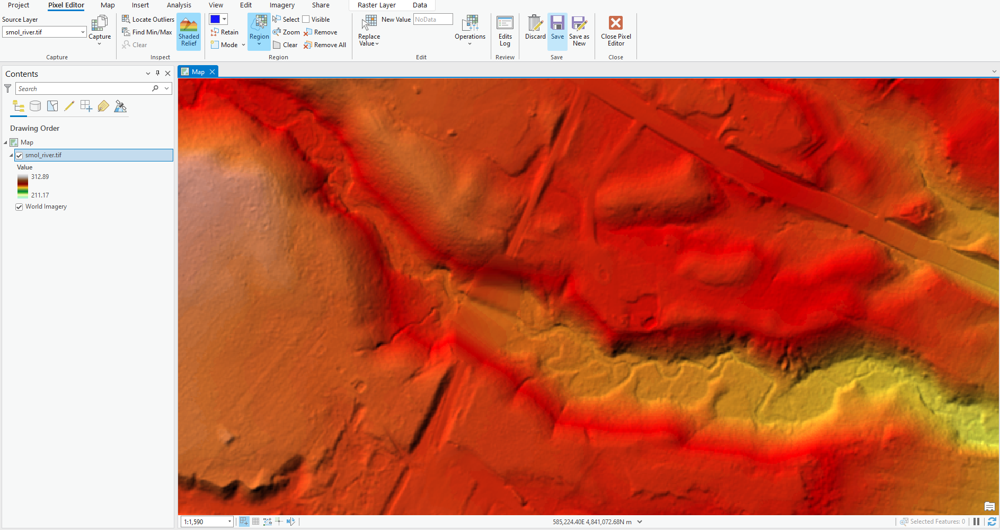 Project Pixel Editor Map Insert Analysis View Edit Imagery Share Raster Layer Data
Source Layer
smol_river.tif
Capture
Capture
Locate Outliers
Find Min/Max
Clear
Shaded Relief
Inspect
Retain
Mode
Region
Select
Zoom
Clear
Visible
Remove
Remove All
Region
Replace Value
New Value NoData
Operations
Edit
Edits Log
Review
Discard
Save
Save as New
Save
Close Pixel Editor
Close
Contents
Search
Drawing Order
Map
smol_river.tif
Value
312.89
211.17
World Imagery
Map
1:1,590
585,224.40E 4,841,072.68N m
Selected Features: 0